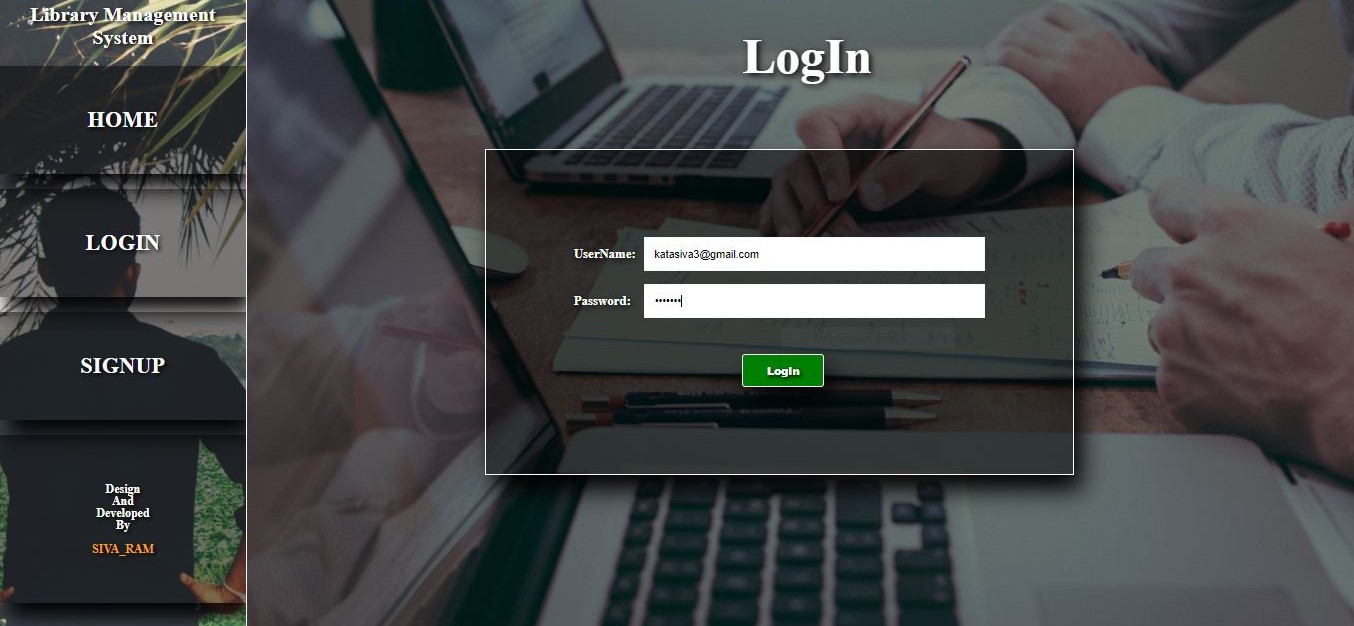 Library Management
System
HOME
LOGIN
SIGNUP
Design
And
Developed
By
SIVA_RAM
LogIn
UserName: katasiva3@gmail.com
Password: •••••••
LogIn